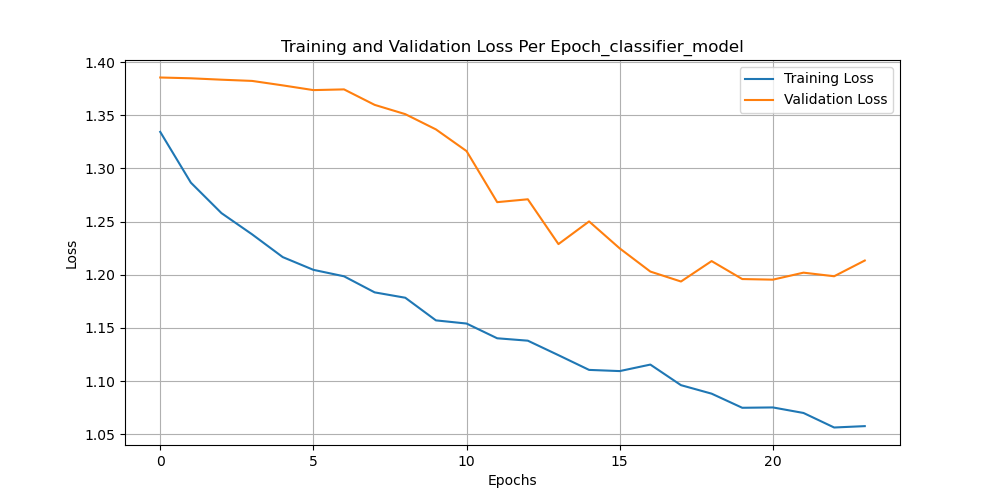 Training and Validation Loss Per Epoch_classifier_model
Training Loss
Validation Loss
1.40
1.35
1.30
1.25
1.20
1.15
1.10
1.05
Loss
0 5 10 15 20
Epochs